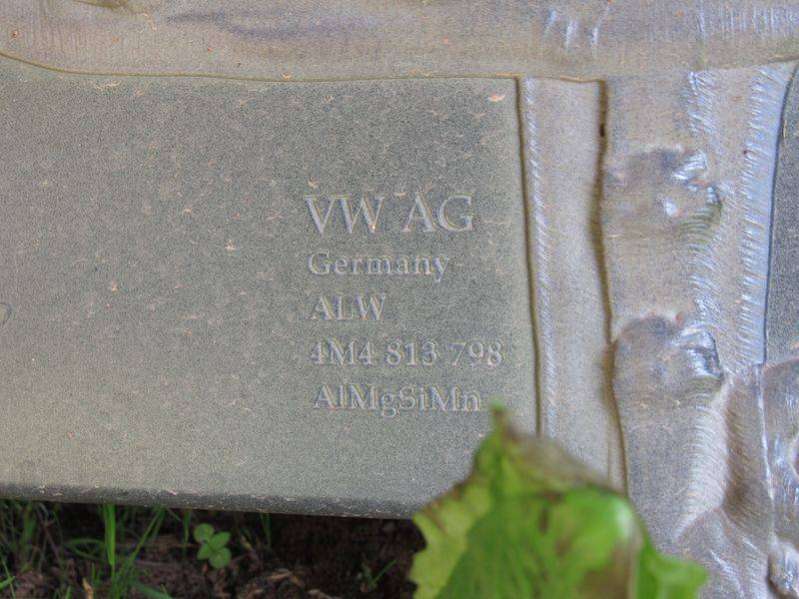 VW AG
Germany
ALW
4M4 813 798
AlMgSiMn